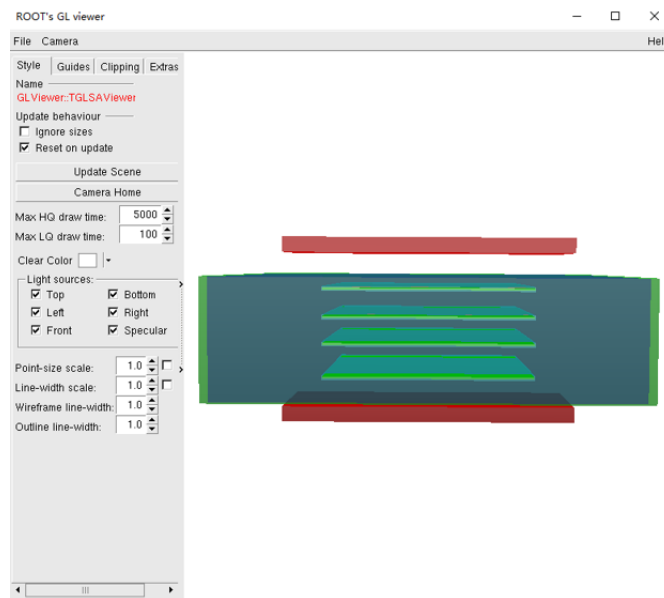 ROOT's GL viewer
File Camera Hel
Style Guides Clipping Extras
Name
GLViewer::TGLSAViewer
Update behaviour
Ignore sizes
Reset on update
Update Scene
Camera Home
Max HQ draw time: 5000
Max LQ draw time: 100
Clear Color
Light sources:
Top Bottom
Left Right
Front Specular
Point-size scale: 1.0
Line-width scale: 1.0
Wireframe line-width: 1.0
Outline line-width: 1.0